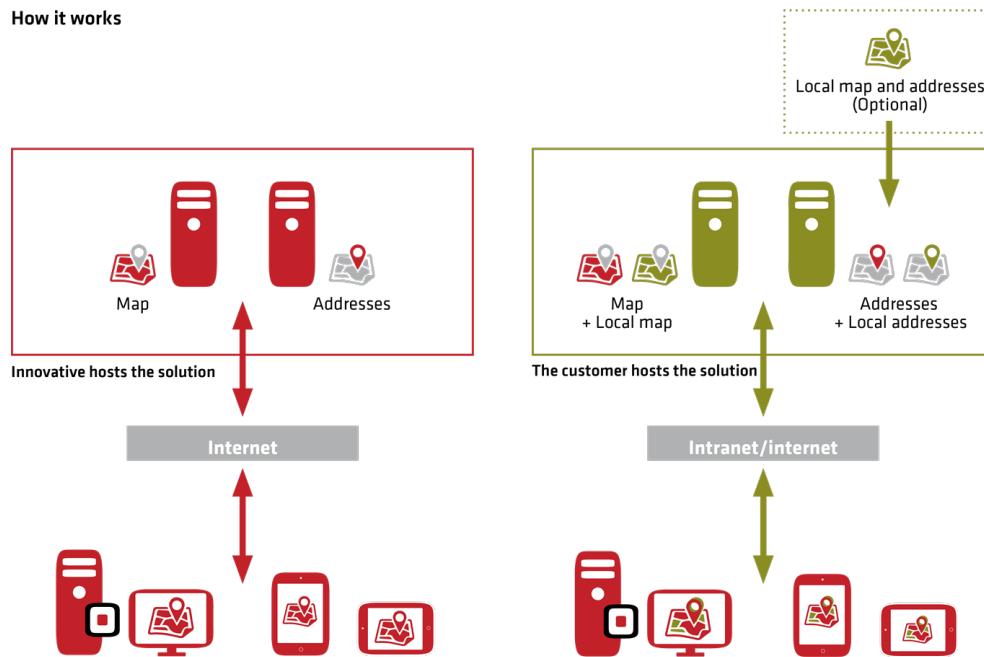 How it works
Local map and addresses
(Optional)
Map
Addresses
Innovative hosts the solution
Internet
Map
+ Local map
Addresses
+ Local addresses
The customer hosts the solution
Intranet/internet